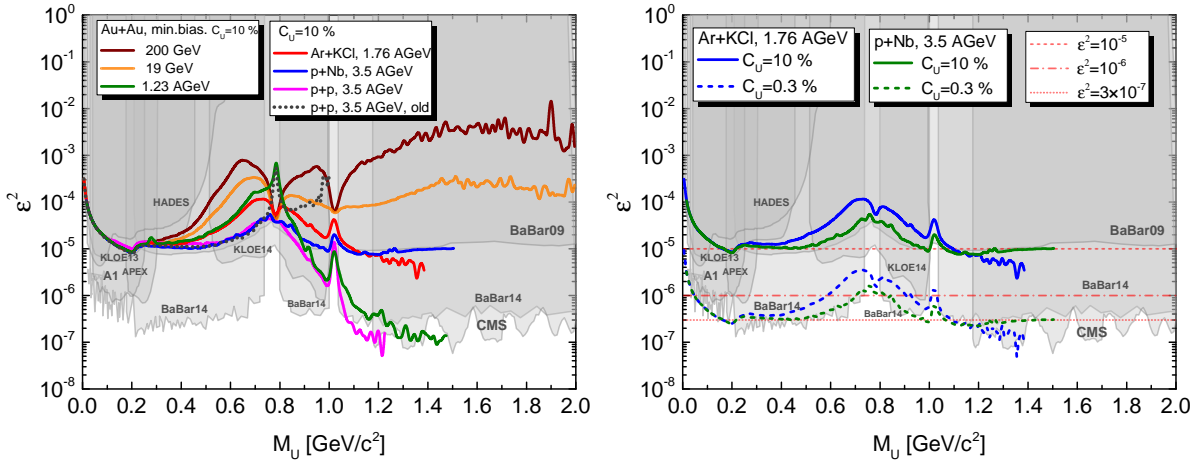 Au+Au, min.bias. C_U=10 %
200 GeV
19 GeV
1.23 AGeV
C_U=10 %
Ar+KCl, 1.76 AGeV
p+Nb, 3.5 AGeV
p+p, 3.5 AGeV
p+p, 3.5 AGeV, old
10^0
10^-1
10^-2
10^-3
10^-4
10^-5
10^-6
10^-7
10^-8
ε^2
HADES
KLOE13
A1
APEX
KLOE14
BaBar09
BaBar14
BaBar14
BaBar14
CMS
0.0 0.2 0.4 0.6 0.8 1.0 1.2 1.4 1.6 1.8 2.0
M_U [GeV/c^2]
Ar+KCl, 1.76 AGeV
C_U=10 %
C_U=0.3 %
p+Nb, 3.5 AGeV
C_U=10 %
C_U=0.3 %
ε^2=10^-5
ε^2=10^-6
ε^2=3×10^-7
10^0
10^-1
10^-2
10^-3
10^-4
10^-5
10^-6
10^-7
10^-8
ε^2
HADES
KLOE13
A1
APEX
KLOE14
BaBar09
BaBar14
BaBar14
BaBar14
CMS
0.0 0.2 0.4 0.6 0.8 1.0 1.2 1.4 1.6 1.8 2.0
M_U [GeV/c^2]